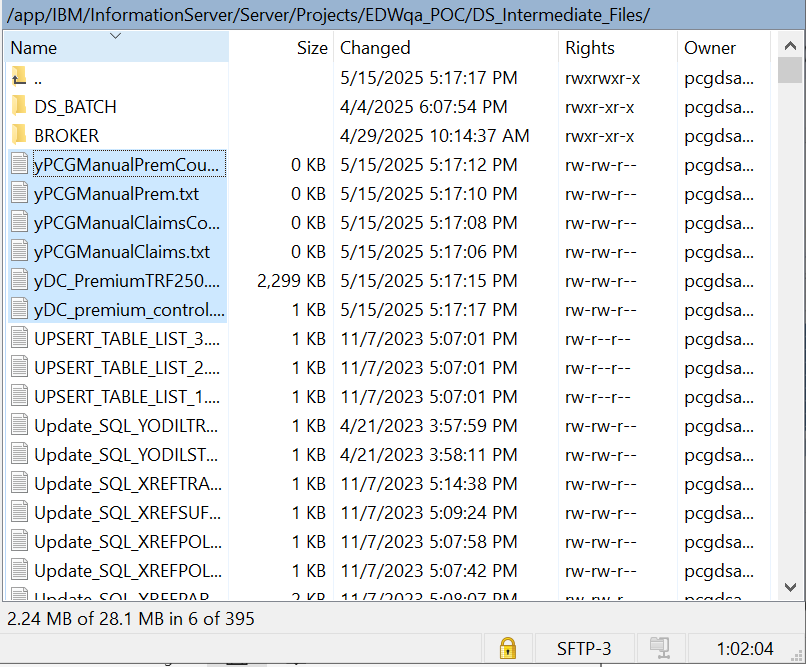 /app/IBM/InformationServer/Server/Projects/EDWqa_POC/DS_Intermediate_Files/
Name Size Changed Rights Owner
.. 5/15/2025 5:17:17 PM rwxrwxr-x pcgdsa...
DS_BATCH 4/4/2025 6:07:54 PM rwxr-xr-x pcgdsa...
BROKER 4/29/2025 10:14:37 AM rwxr-xr-x pcgdsa...
yPCGManualPremCou... 0 KB 5/15/2025 5:17:12 PM rw-rw-r-- pcgdsa...
yPCGManualPrem.txt 0 KB 5/15/2025 5:17:10 PM rw-rw-r-- pcgdsa...
yPCGManualClaimsCo... 0 KB 5/15/2025 5:17:08 PM rw-rw-r-- pcgdsa...
yPCGManualClaims.txt 0 KB 5/15/2025 5:17:06 PM rw-rw-r-- pcgdsa...
yDC_PremiumTRF250.... 2,299 KB 5/15/2025 5:17:15 PM rw-rw-r-- pcgdsa...
yDC_premium_control.... 1 KB 5/15/2025 5:17:17 PM rw-rw-r-- pcgdsa...
UPSERT_TABLE_LIST_3.... 1 KB 11/7/2023 5:07:01 PM rw-r--r-- pcgdsa...
UPSERT_TABLE_LIST_2.... 1 KB 11/7/2023 5:07:01 PM rw-r--r-- pcgdsa...
UPSERT_TABLE_LIST_1.... 1 KB 11/7/2023 5:07:01 PM rw-r--r-- pcgdsa...
Update_SQL_YODILTR... 1 KB 4/21/2023 3:57:59 PM rw-rw-r-- pcgdsa...
Update_SQL_YODILST... 1 KB 4/21/2023 3:58:11 PM rw-rw-r-- pcgdsa...
Update_SQL_XREFTRA... 1 KB 11/7/2023 5:14:38 PM rw-rw-r-- pcgdsa...
Update_SQL_XREFSUF... 1 KB 11/7/2023 5:09:24 PM rw-rw-r-- pcgdsa...
Update_SQL_XREFPOL... 1 KB 11/7/2023 5:07:58 PM rw-rw-r-- pcgdsa...
Update_SQL_XREFPOL... 1 KB 11/7/2023 5:07:42 PM rw-rw-r-- pcgdsa...
Update_SQL_XREFPAR... 2 KB 11/7/2023 5:08:07 PM rw-rw-r-- pcgdsa...
2.24 MB of 28.1 MB in 6 of 395
SFTP-3 1:02:04